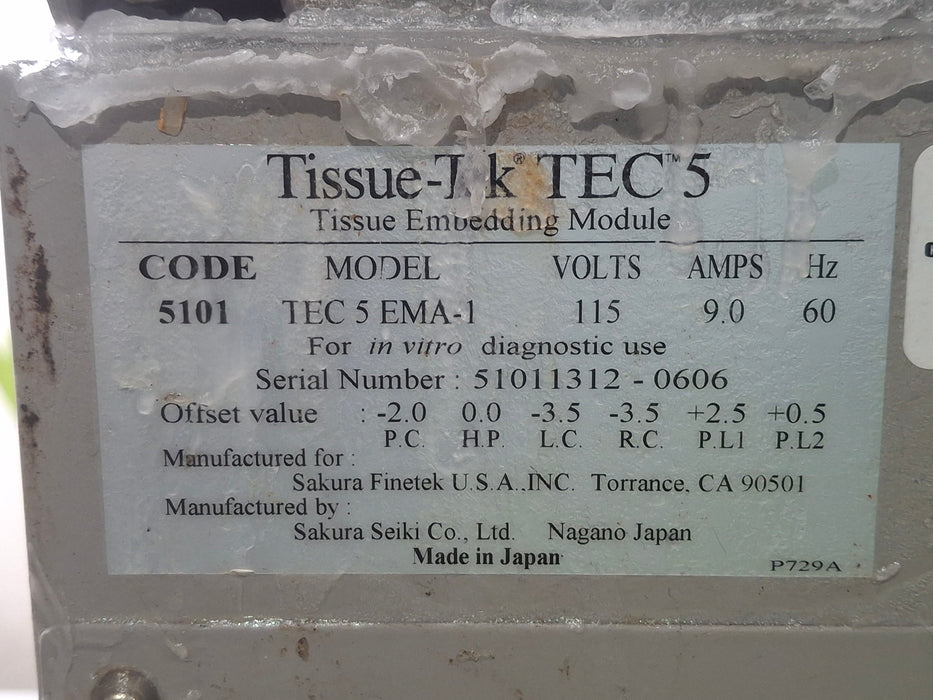 Tissue-Tek® TEC™ 5
Tissue Embedding Module
CODE MODEL VOLTS AMPS Hz
5101 TEC 5 EMA-1 115 9.0 60
For in vitro diagnostic use
Serial Number : 51011312 - 0606
Offset value : -2.0 0.0 -3.5 -3.5 +2.5 +0.5
P.C. H.P. L.C. R.C. P.L1 P.L2
Manufactured for :
Sakura Finetek U.S.A.,INC. Torrance, CA 90501
Manufactured by :
Sakura Seiki Co., Ltd. Nagano Japan
Made in Japan
P729A